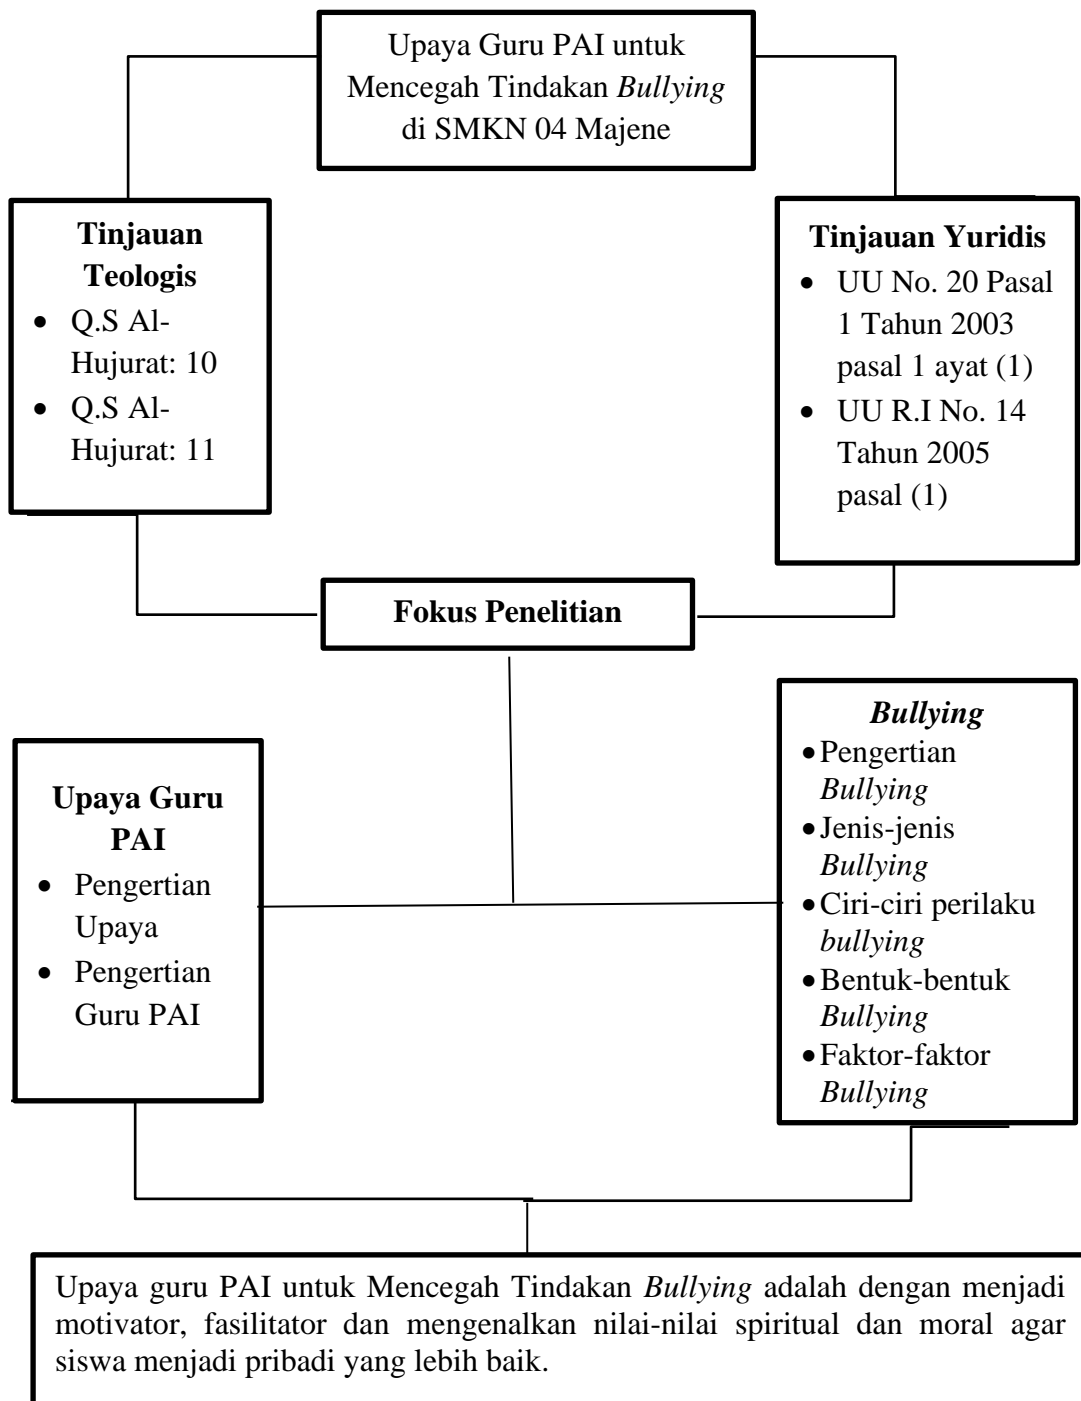 Upaya Guru PAI untuk
Mencegah Tindakan Bullying
di SMKN 04 Majene
Tinjauan
Teologis
• Q.S Al-
Hujurat: 10
• Q.S Al-
Hujurat: 11
Tinjauan Yuridis
• UU No. 20 Pasal
1 Tahun 2003
pasal 1 ayat (1)
• UU R.I No. 14
Tahun 2005
pasal (1)
Fokus Penelitian
Upaya Guru
PAI
• Pengertian
Upaya
• Pengertian
Guru PAI
Bullying
• Pengertian
Bullying
• Jenis-jenis
Bullying
• Ciri-ciri perilaku
bullying
• Bentuk-bentuk
Bullying
• Faktor-faktor
Bullying
Upaya guru PAI untuk Mencegah Tindakan Bullying adalah dengan menjadi
motivator, fasilitator dan mengenalkan nilai-nilai spiritual dan moral agar
siswa menjadi pribadi yang lebih baik.